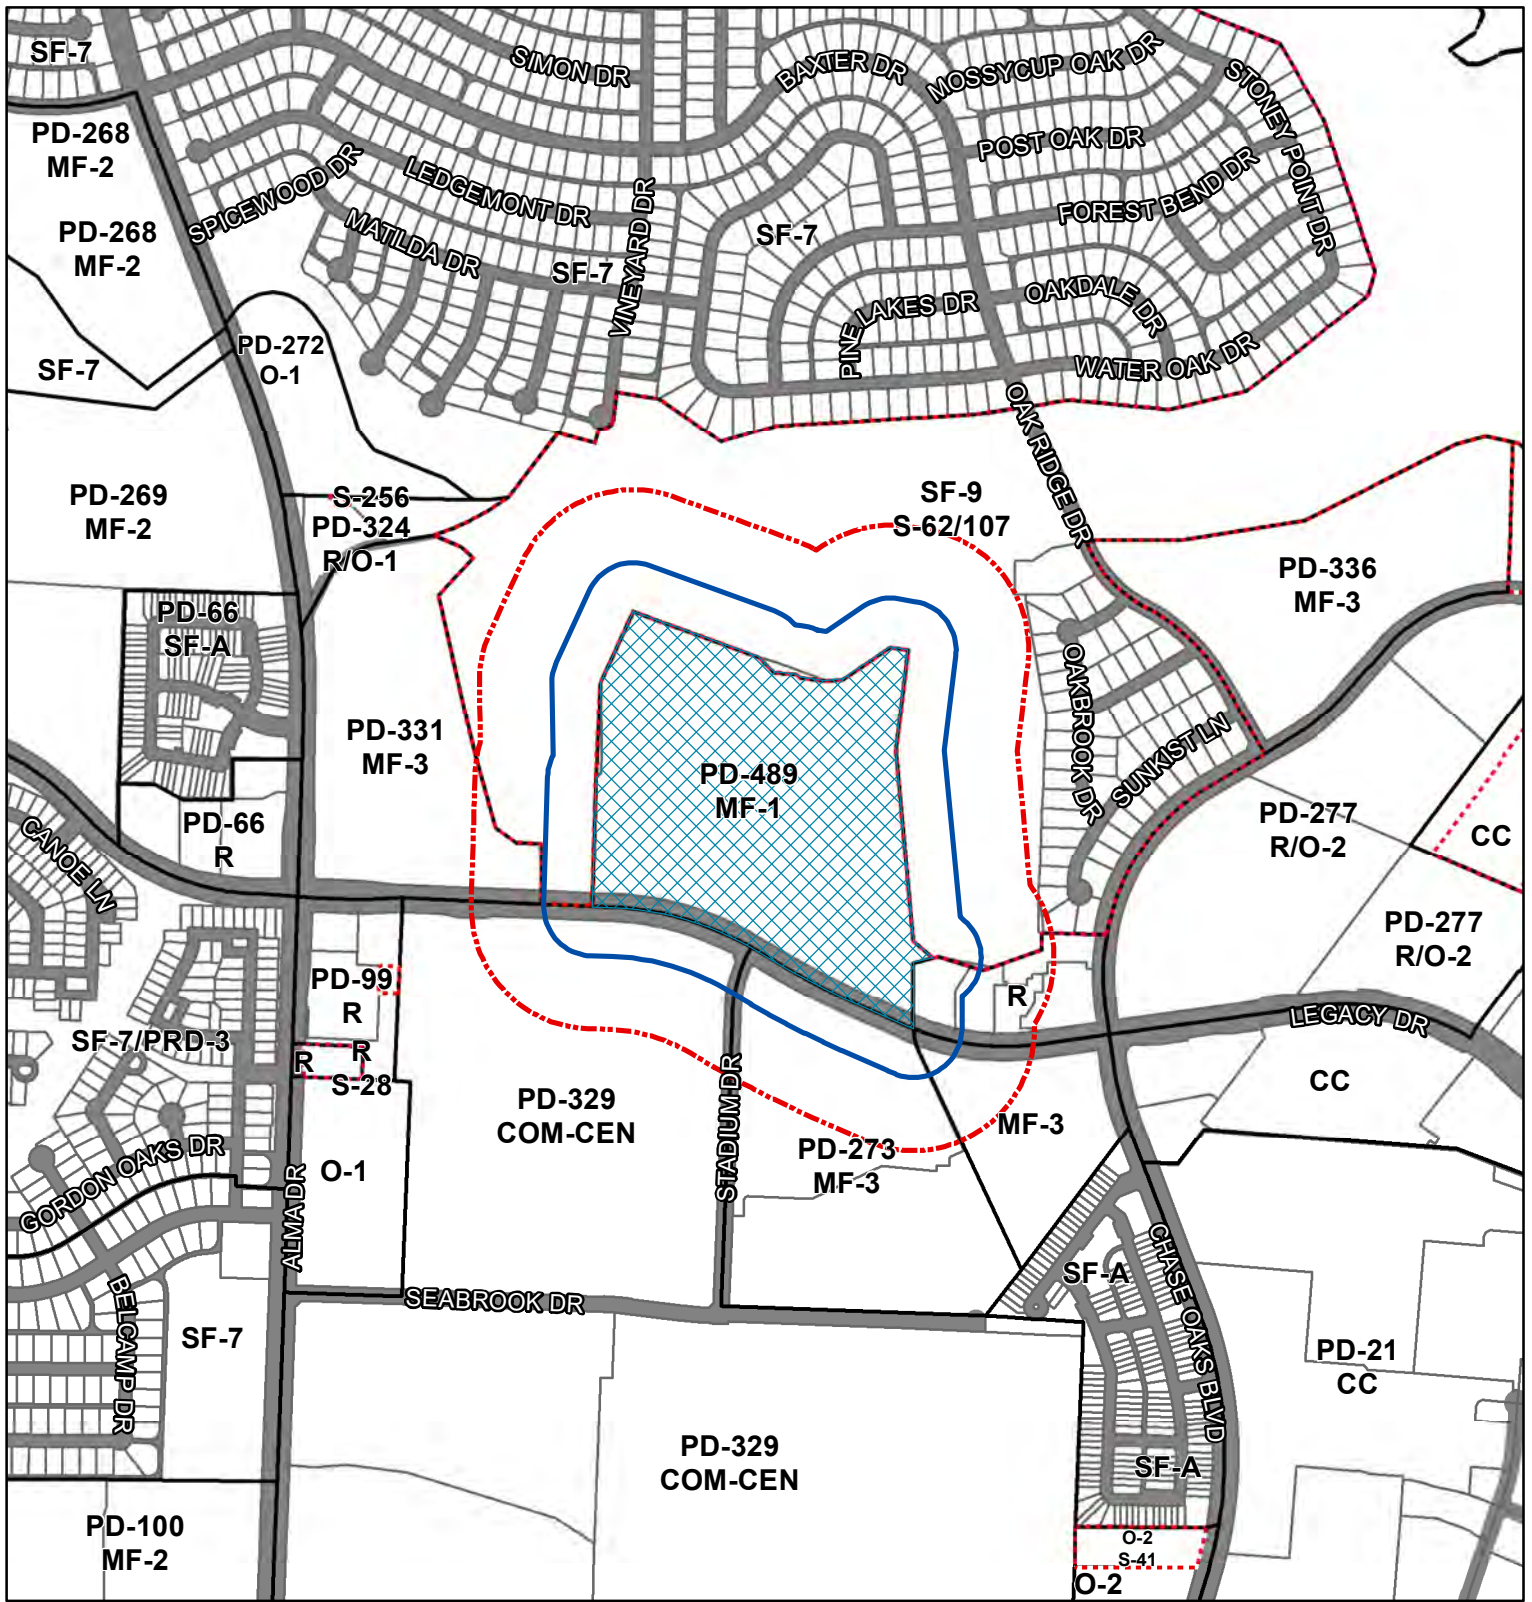 SF-7
SIMON DR
BAXTER DR
MOSSYCUP OAK DR
STONEY POINT DR
PD-268
MF-2
POST OAK DR
SPICEWOOD DR
LEDGEMONT DR
FOREST BEND DR
PD-268
MF-2
MATILDA DR
SF-7
VINEYARD DR
SF-7
PINE LAKES DR
OAKDALE DR
SF-7
PD-272
O-1
WATER OAK DR
OAK RIDGE DR
PD-269
MF-2
S-256
PD-324
R/O-1
SF-9
S-62/107
PD-336
MF-3
PD-66
SF-A
OAKBROOK DR
SUNKIST LN
PD-331
MF-3
PD-489
MF-1
PD-66
R
CANOE LN
PD-277
R/O-2
CC
PD-277
R/O-2
PD-99
R
R
LEGACY DR
SF-7/PRD-3
R
R
S-28
STADIUM DR
CC
PD-329
COM-CEN
MF-3
PD-273
MF-3
GORDON OAKS DR
O-1
ALMA DR
SF-A
CHASE OAKS BLVD
BELCAMP DR
SEABROOK DR
SF-7
PD-21
CC
PD-329
COM-CEN
SF-A
PD-100
MF-2
O-2
S-41
O-2